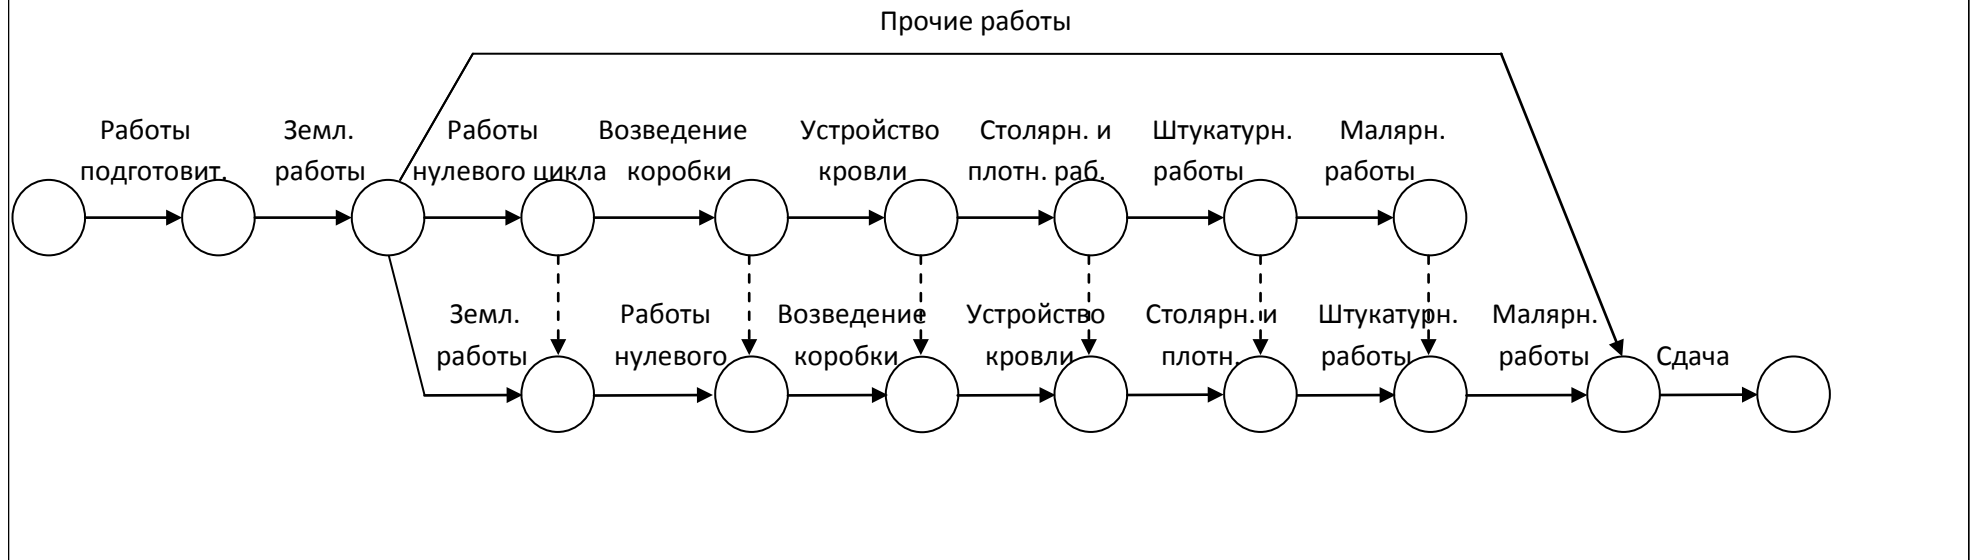 Прочие работы
Работы
подготовит.
Земл.
работы
Работы
нулевого цикла
Возведение
коробки
Устройство
кровли
Столярн. и
плотн. раб.
Штукатурн.
работы
Малярн.
работы
Земл.
работы
Работы
нулевого
Возведение
коробки
Устройство
кровли
Столярн. и
плотн.
Штукатурн.
работы
Малярн.
работы
Сдача